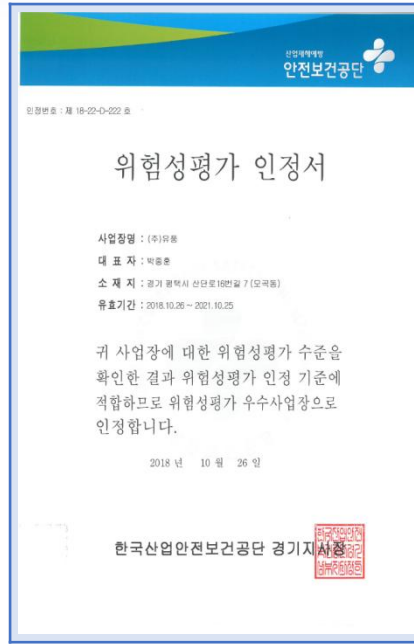 산업재해예방
안전보건공단
인정번호 : 제 18-22-D-222 호
위험성평가 인정서
사업장명 : (주)유풍
대 표 자 : 박종훈
소 재 지 : 경기 평택시 산단로16번길 7 (모곡동)
유효기간 : 2018.10.26 ~ 2021.10.25
귀 사업장에 대한 위험성평가 수준을
확인한 결과 위험성평가 인정 기준에
적합하므로 위험성평가 우수사업장으로
인정합니다.
2018 년 10 월 26 일
한국산업안전보건공단 경기지사장